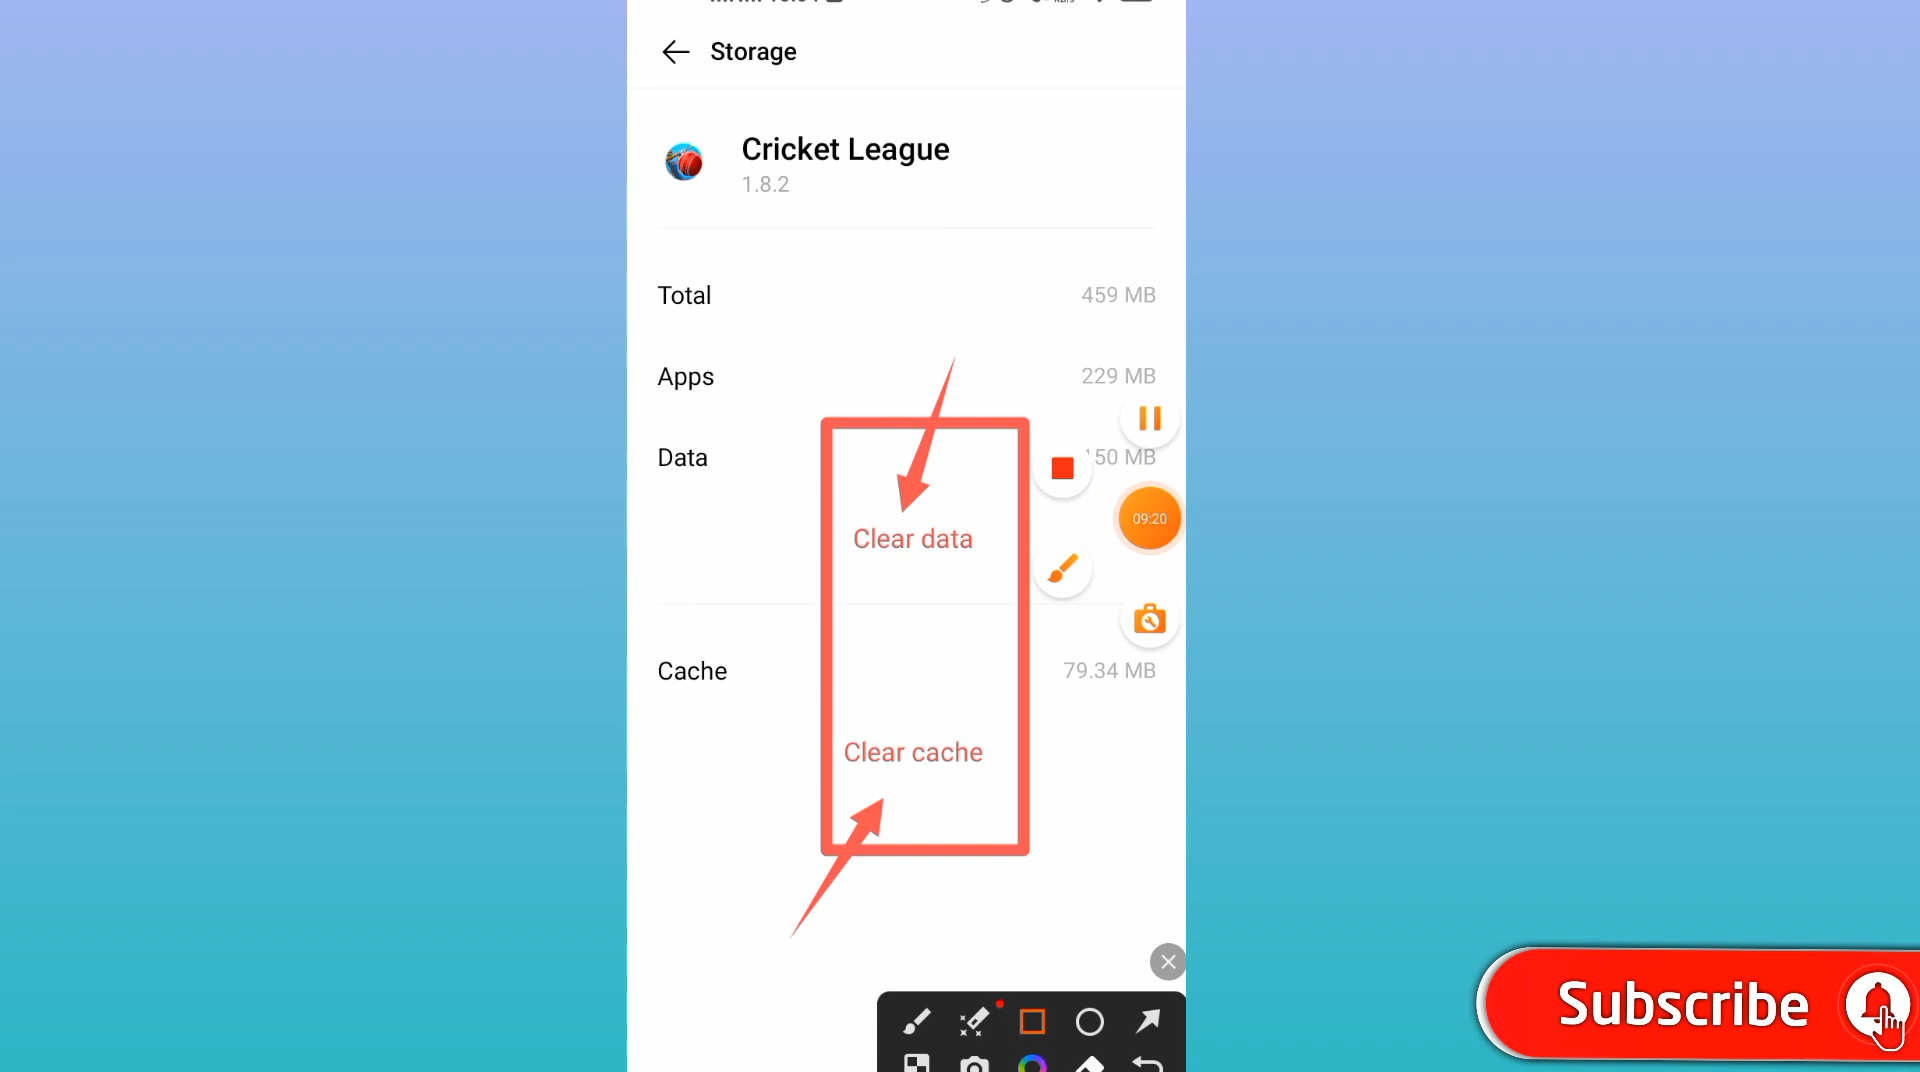 Storage
Cricket League
1.8.2
Total 459 MB
Apps 229 MB
Data 50 MB
09:20
Clear data
Cache 79.34 MB
Clear cache
Subscribe